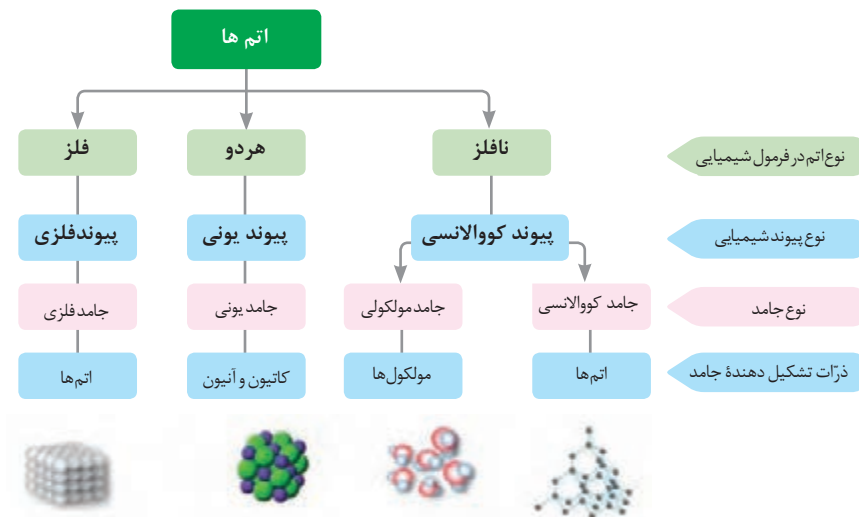 اتم ها
نافلز
هردو
فلز
نوع اتم در فرمول شیمیایی
پیوند کووالانسی
پیوند یونی
پیوندفلزی
نوع پیوند شیمیایی
جامد کووالانسی
جامد مولکولی
جامد یونی
جامد فلزی
نوع جامد
اتم‌ها
مولکول‌ها
کاتیون و آنیون
اتم‌ها
ذرّات تشکیل دهندهٔ جامد